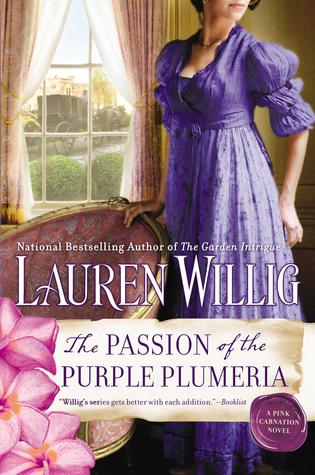 National Bestselling Author of The Garden Intrigue
LAUREN WILLIG
The PASSION of the
PURPLE PLUMERIA
"Willig's series gets better with each addition."—Booklist
A PINK
CARNATION
NOVEL